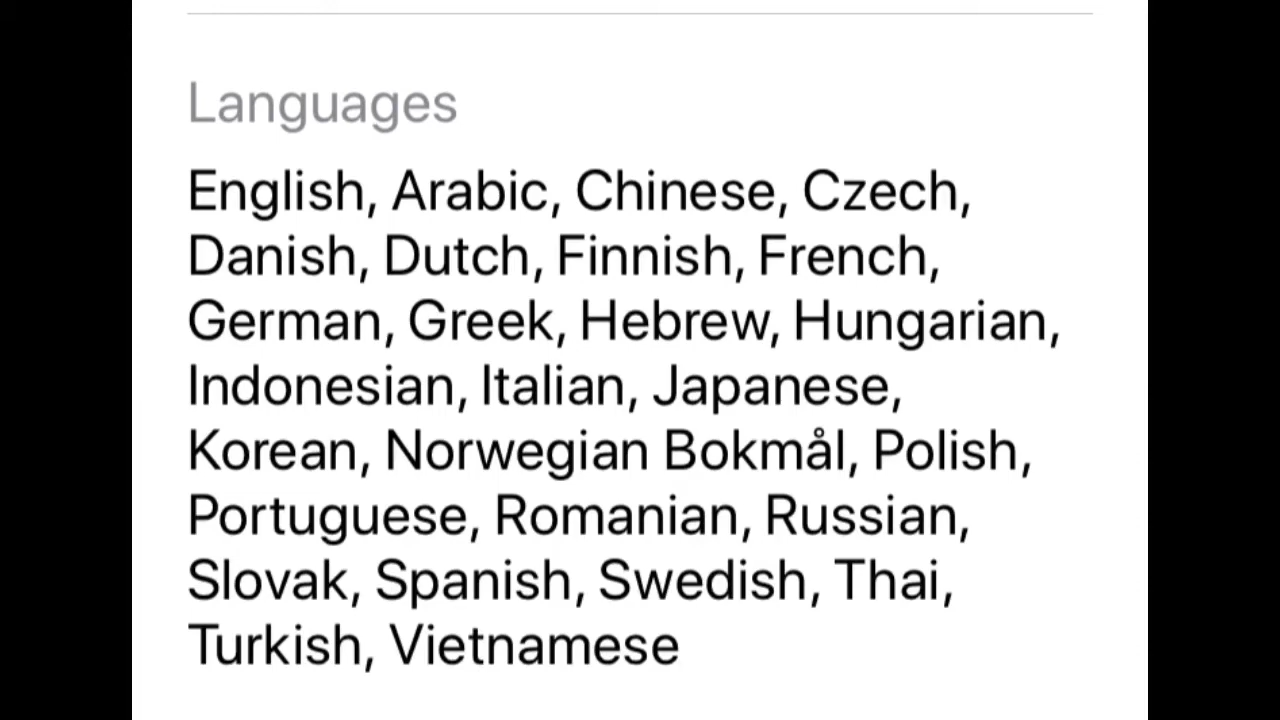 Languages
English, Arabic, Chinese, Czech,
Danish, Dutch, Finnish, French,
German, Greek, Hebrew, Hungarian,
Indonesian, Italian, Japanese,
Korean, Norwegian Bokmål, Polish,
Portuguese, Romanian, Russian,
Slovak, Spanish, Swedish, Thai,
Turkish, Vietnamese